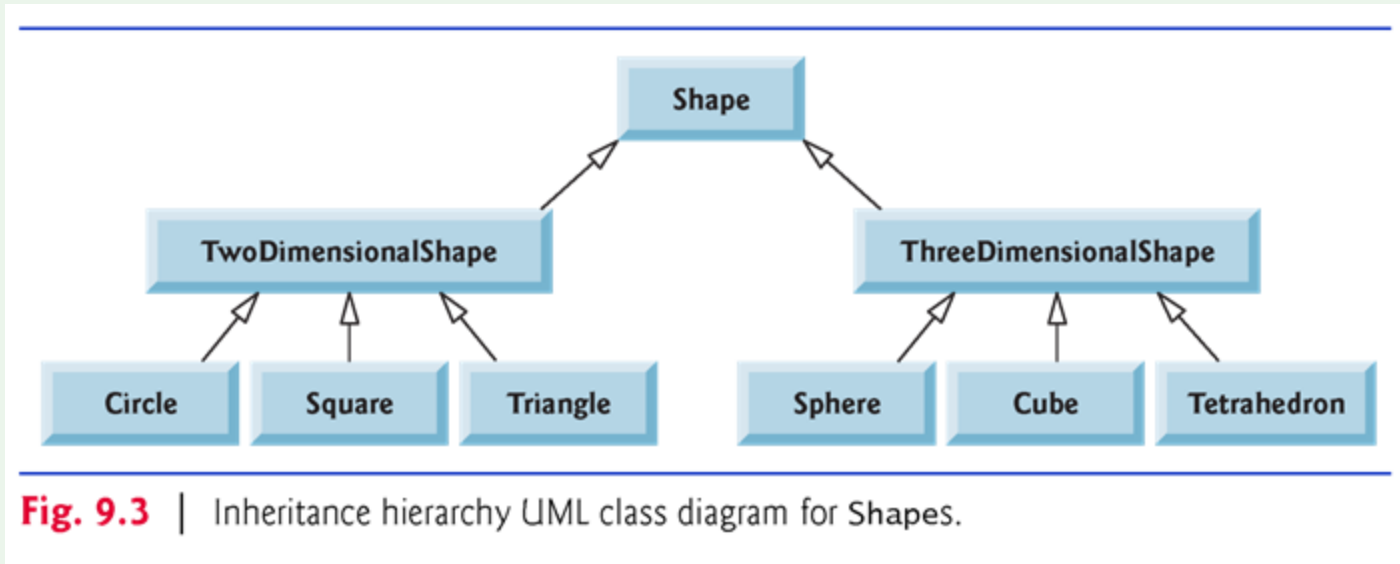 Shape
TwoDimensionalShape ThreeDimensionalShape
Circle Square Triangle Sphere Cube Tetrahedron
Fig. 9.3 | Inheritance hierarchy UML class diagram for Shapes.